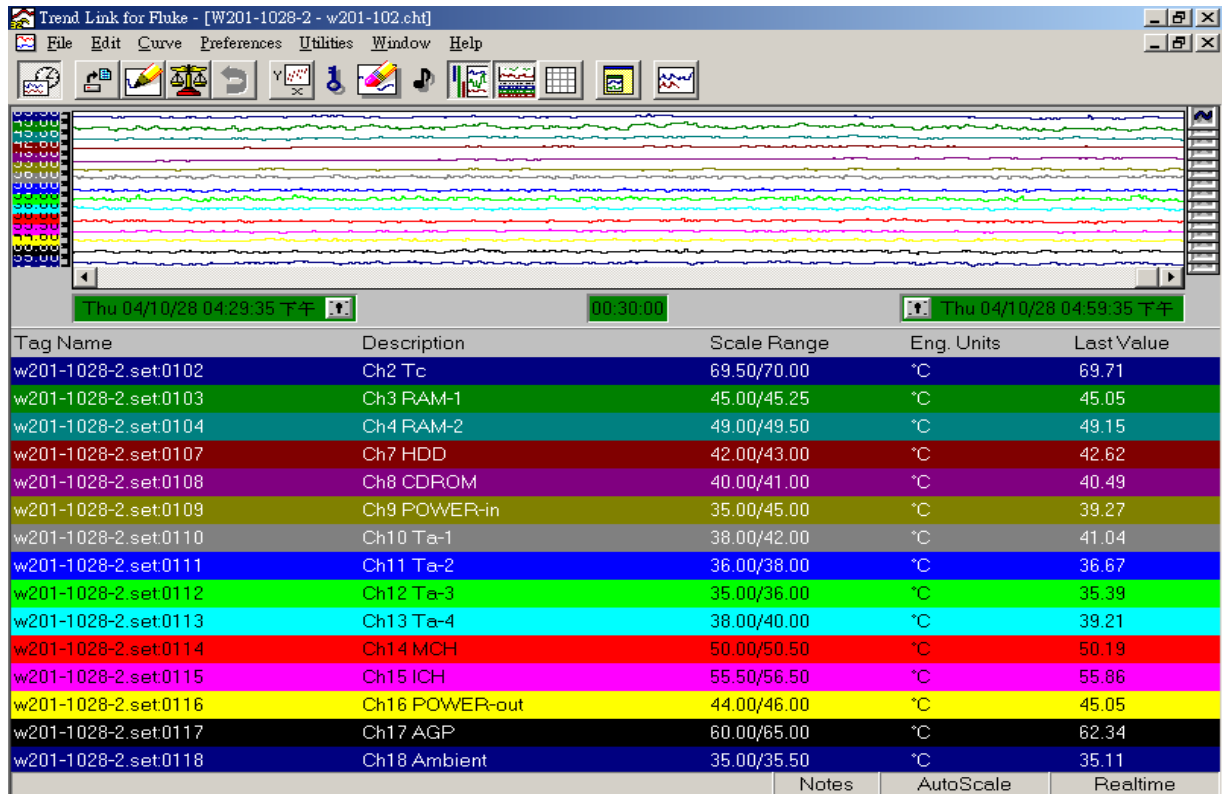 Trend Link for Fluke - [W201-1028-2 - w201-102.cht]
File Edit Curve Preferences Utilities Window Help
Thu 04/10/28 04:29:35 下午 00:30:00 Thu 04/10/28 04:59:35 下午
Tag Name Description Scale Range Eng. Units Last Value
w201-1028-2.set:0102 Ch2 Tc 69.50/70.00 °C 69.71
w201-1028-2.set:0103 Ch3 RAM-1 45.00/45.25 °C 45.05
w201-1028-2.set:0104 Ch4 RAM-2 49.00/49.50 °C 49.15
w201-1028-2.set:0107 Ch7 HDD 42.00/43.00 °C 42.62
w201-1028-2.set:0108 Ch8 CDROM 40.00/41.00 °C 40.49
w201-1028-2.set:0109 Ch9 POWER-in 35.00/45.00 °C 39.27
w201-1028-2.set:0110 Ch10 Ta-1 38.00/42.00 °C 41.04
w201-1028-2.set:0111 Ch11 Ta-2 36.00/38.00 °C 36.67
w201-1028-2.set:0112 Ch12 Ta-3 35.00/36.00 °C 35.39
w201-1028-2.set:0113 Ch13 Ta-4 38.00/40.00 °C 39.21
w201-1028-2.set:0114 Ch14 MCH 50.00/50.50 °C 50.19
w201-1028-2.set:0115 Ch15 ICH 55.50/56.50 °C 55.86
w201-1028-2.set:0116 Ch16 POWER-out 44.00/46.00 °C 45.05
w201-1028-2.set:0117 Ch17 AGP 60.00/65.00 °C 62.34
w201-1028-2.set:0118 Ch18 Ambient 35.00/35.50 °C 35.11
Notes AutoScale Realtime